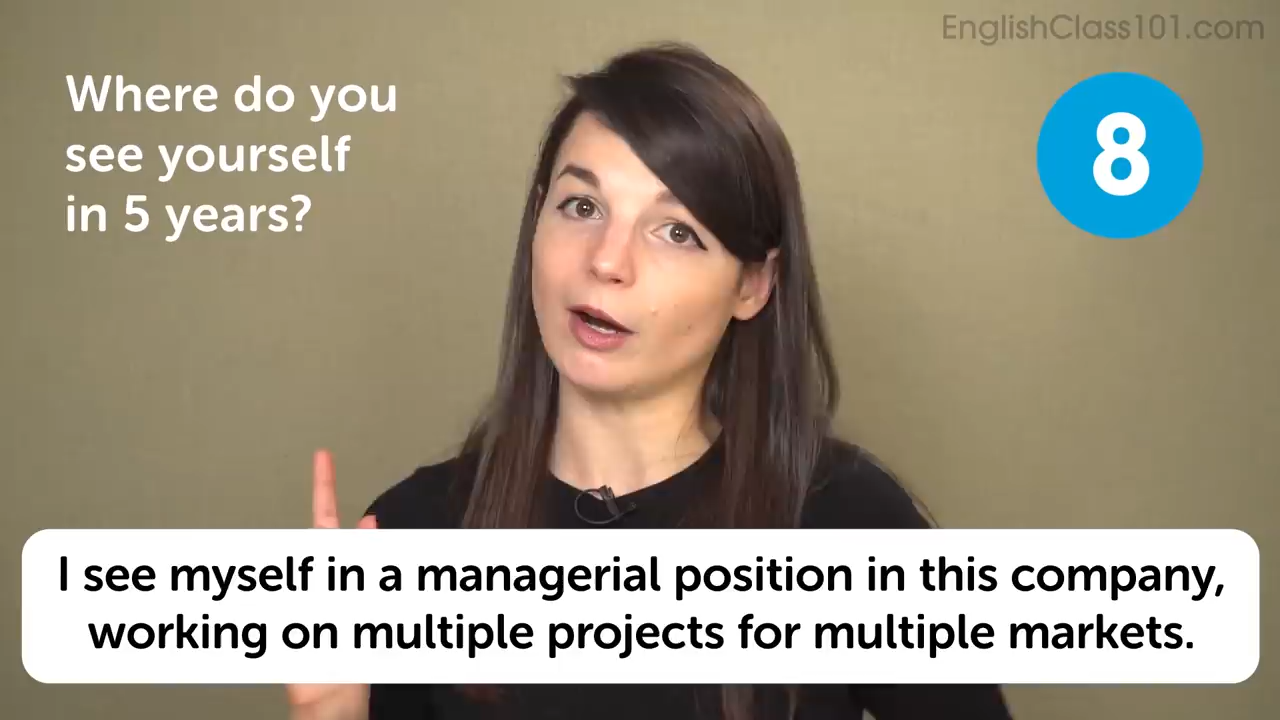 EnglishClass101.com
Where do you
see yourself
in 5 years?
8
I see myself in a managerial position in this company,
working on multiple projects for multiple markets.